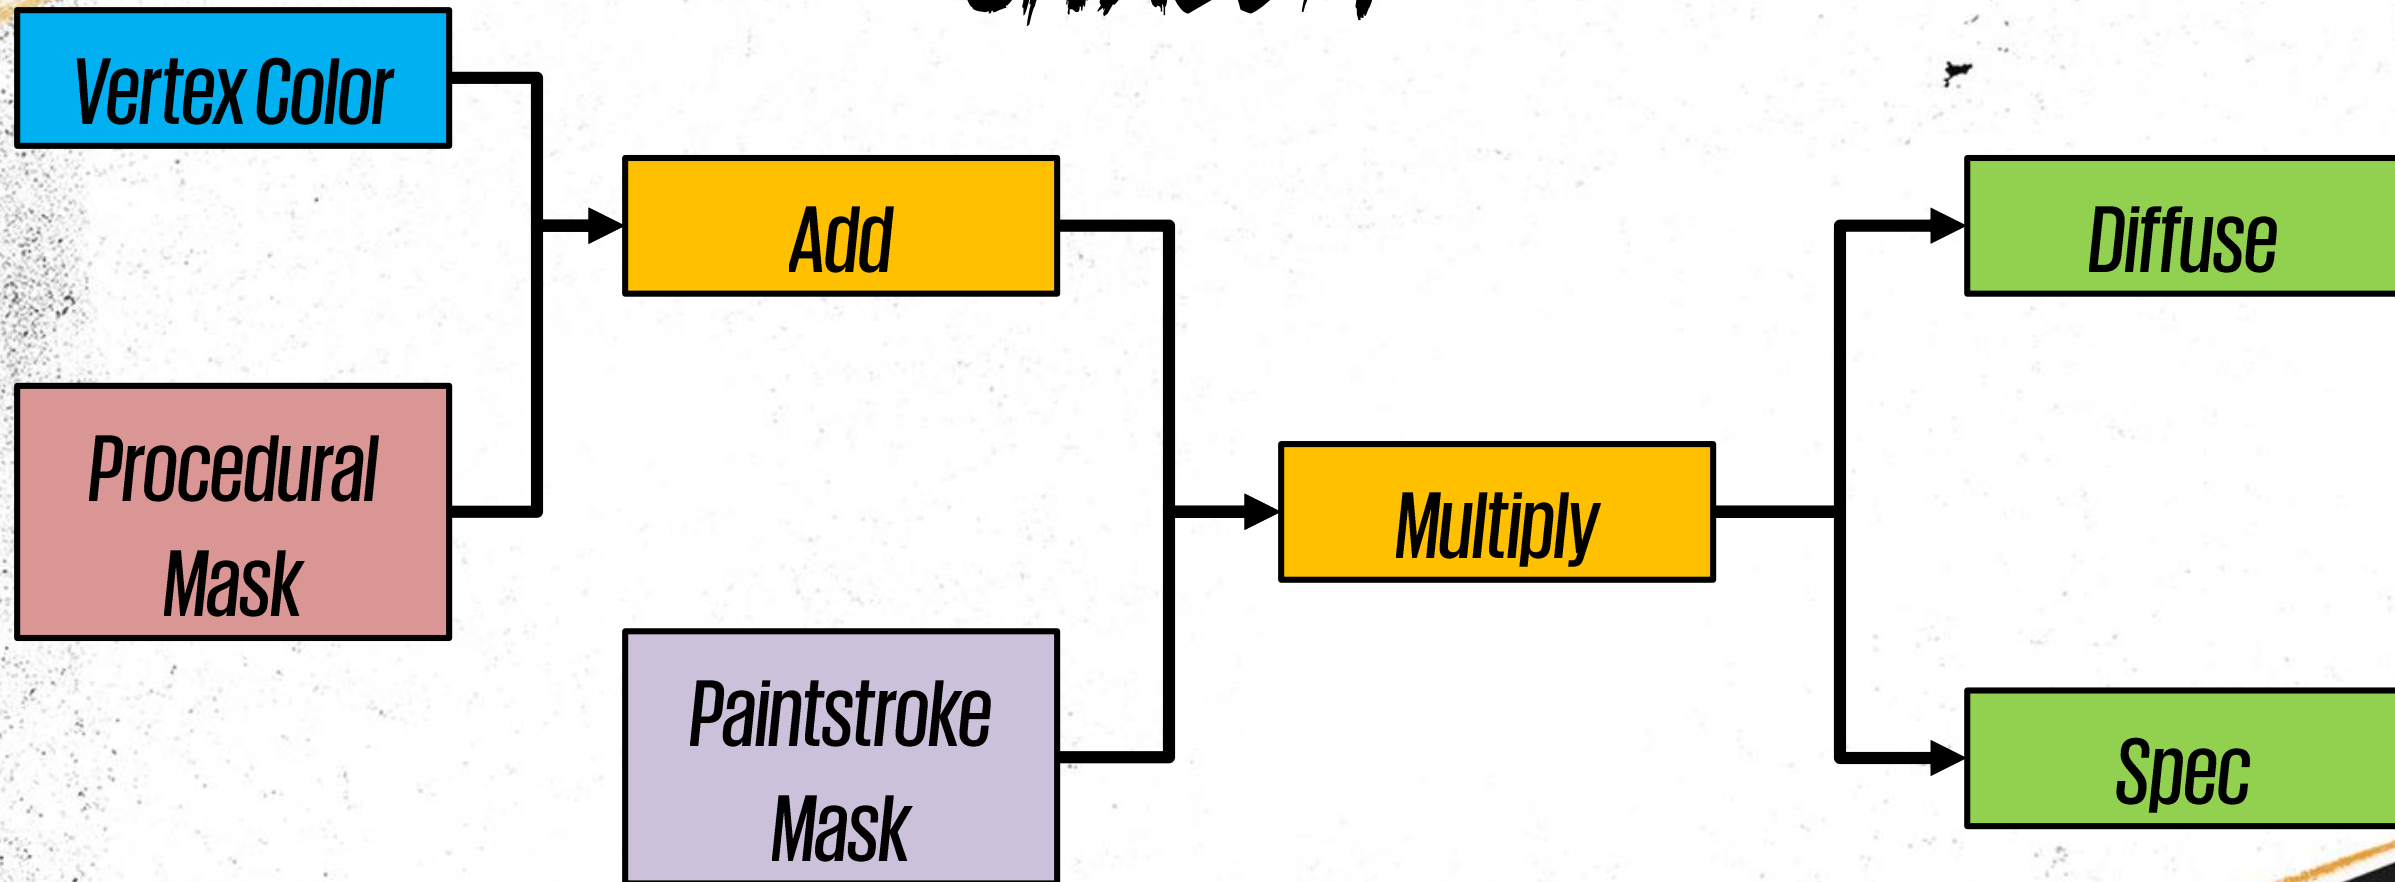 Vertex Color
Add
Diffuse
Procedural
Mask
Multiply
Paintstroke
Mask
Spec